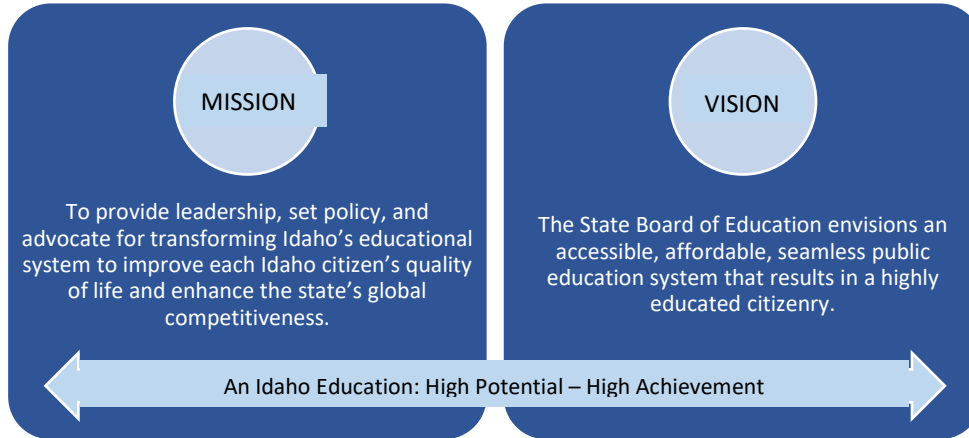 MISSION
To provide leadership, set policy, and
advocate for transforming Idaho’s educational
system to improve each Idaho citizen’s quality
of life and enhance the state’s global
competitiveness.
VISION
The State Board of Education envisions an
accessible, affordable, seamless public
education system that results in a highly
educated citizenry.
An Idaho Education: High Potential – High Achievement